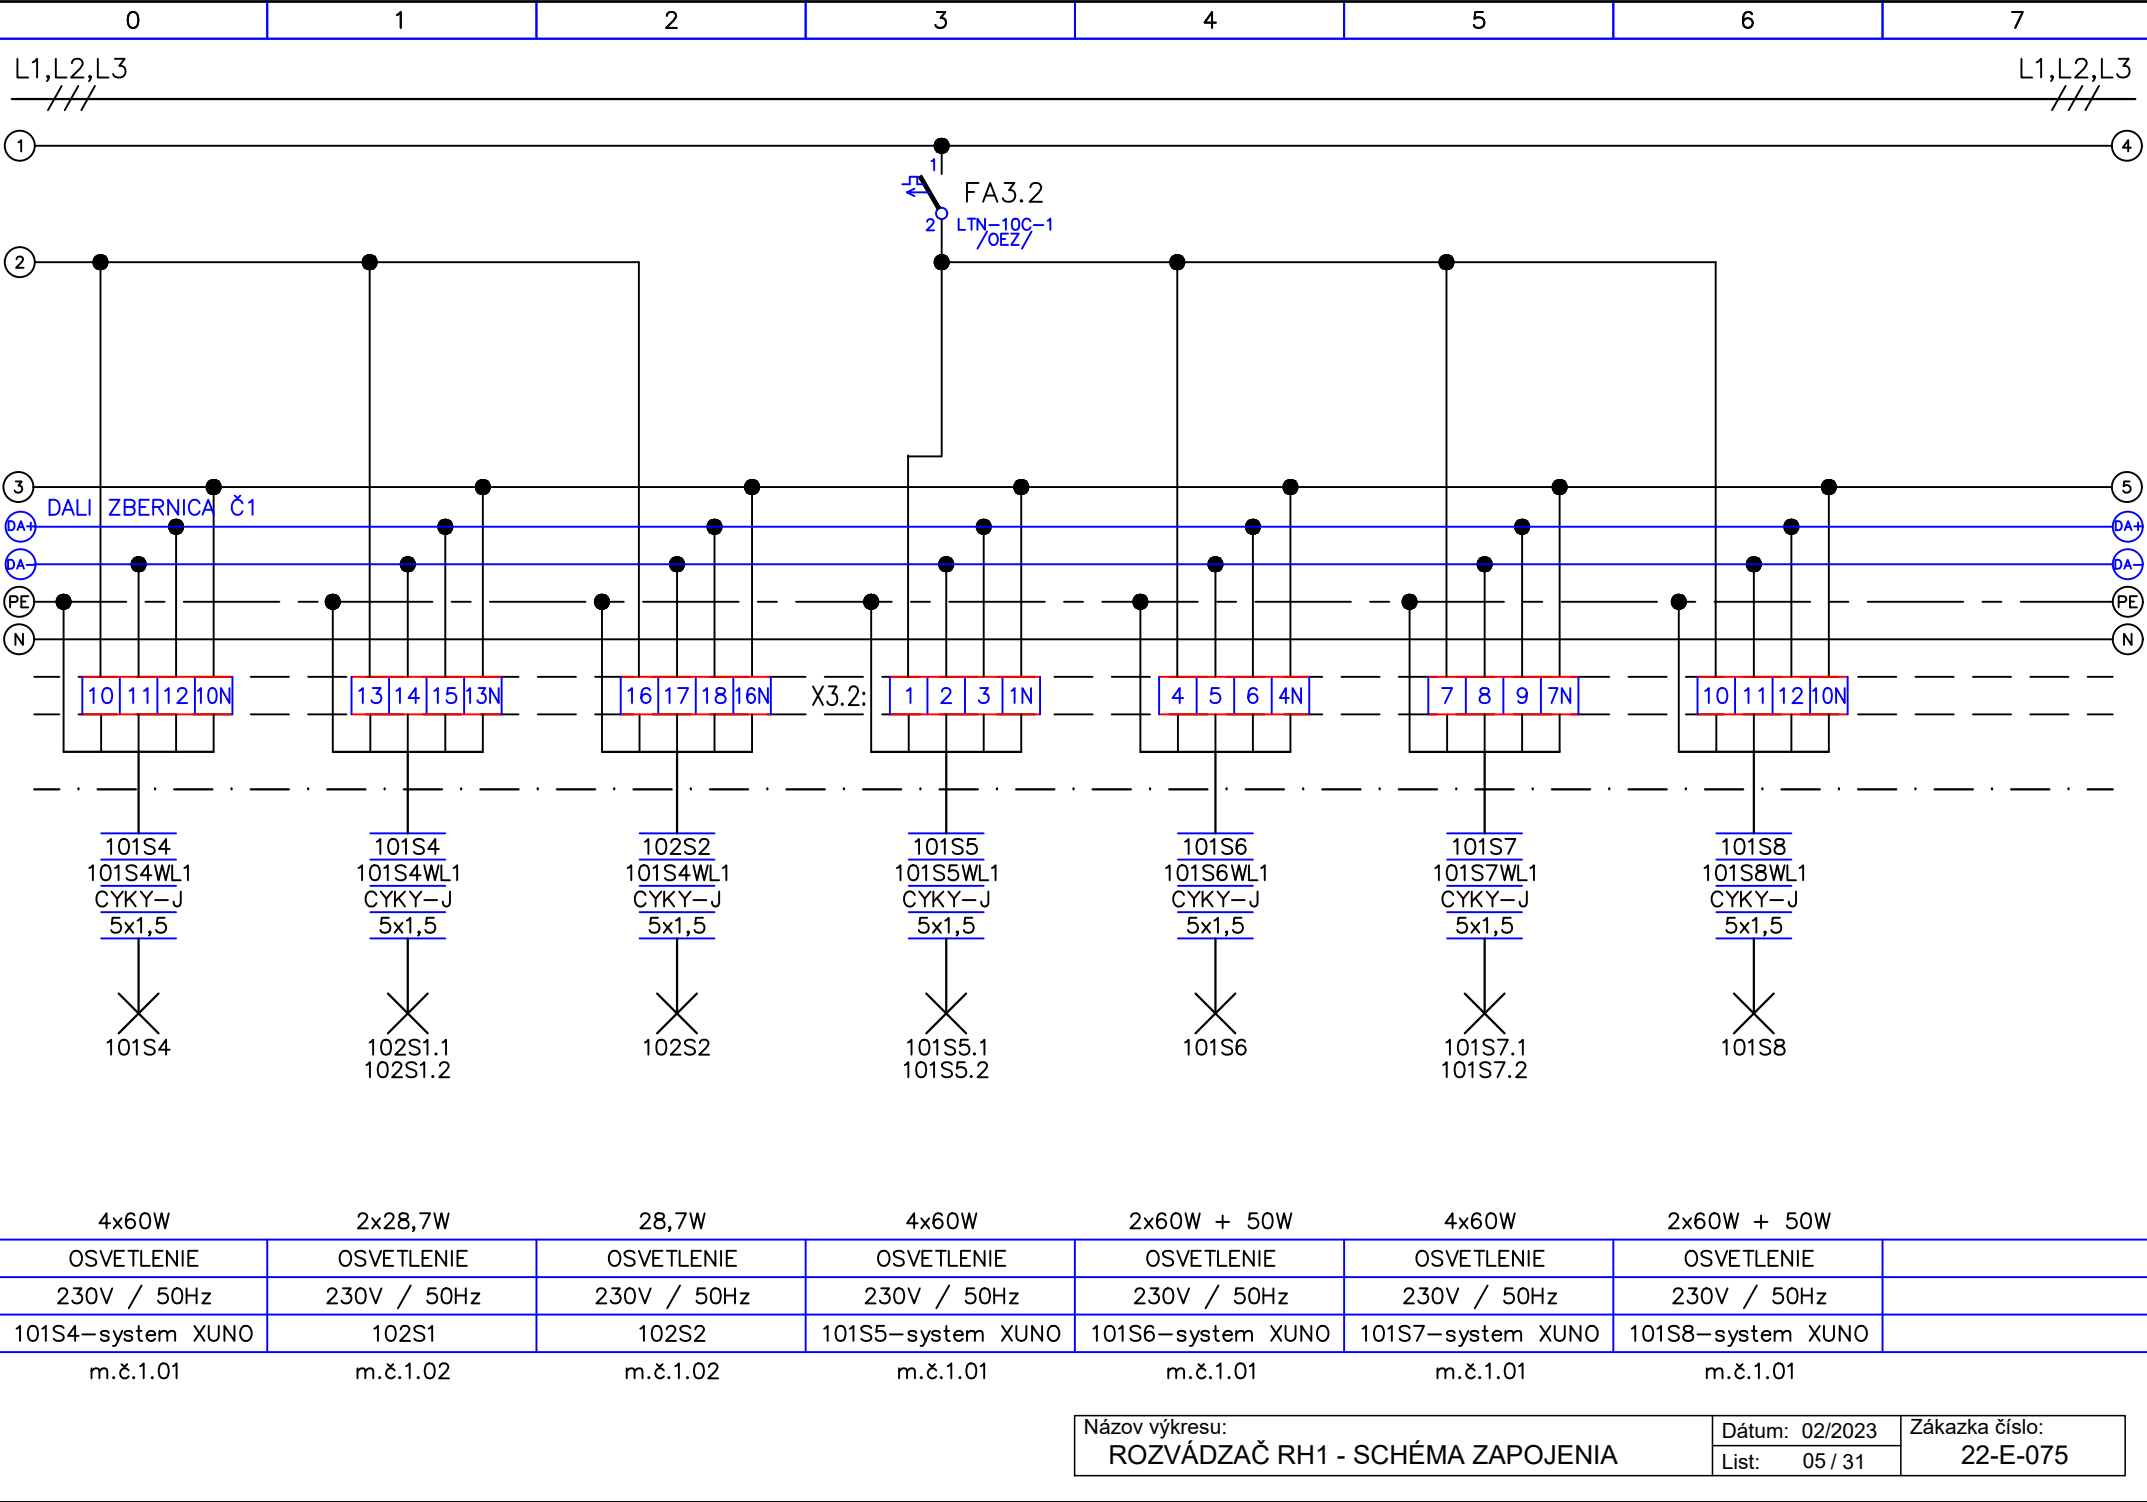 0 1 2 3 4 5 6 7
L1,L2,L3 L1,L2,L3
1 4
1
FA3.2
2 LTN-10C-1
/OEZ/
2
3 5
DALI ZBERNICA Č1
DA+ DA+
DA- DA-
PE PE
N N
10 11 12 10N 13 14 15 13N 16 17 18 16N X3.2: 1 2 3 1N 4 5 6 4N 7 8 9 7N 10 11 12 10N
101S4 101S4 102S2 101S5 101S6 101S7 101S8
101S4WL1 101S4WL1 101S4WL1 101S5WL1 101S6WL1 101S7WL1 101S8WL1
CYKY-J CYKY-J CYKY-J CYKY-J CYKY-J CYKY-J CYKY-J
5x1,5 5x1,5 5x1,5 5x1,5 5x1,5 5x1,5 5x1,5
101S4 102S1.1 102S2 101S5.1 101S6 101S7.1 101S8
102S1.2 101S5.2 101S7.2
4x60W 2x28,7W 28,7W 4x60W 2x60W + 50W 4x60W 2x60W + 50W
OSVETLENIE OSVETLENIE OSVETLENIE OSVETLENIE OSVETLENIE OSVETLENIE OSVETLENIE
230V / 50Hz 230V / 50Hz 230V / 50Hz 230V / 50Hz 230V / 50Hz 230V / 50Hz 230V / 50Hz
101S4-system XUNO 102S1 102S2 101S5-system XUNO 101S6-system XUNO 101S7-system XUNO 101S8-system XUNO
m.č.1.01 m.č.1.02 m.č.1.02 m.č.1.01 m.č.1.01 m.č.1.01 m.č.1.01
Názov výkresu:
ROZVÁDZAČ RH1 - SCHÉMA ZAPOJENIA
Dátum: 02/2023
List: 05 / 31
Zákazka číslo:
22-E-075